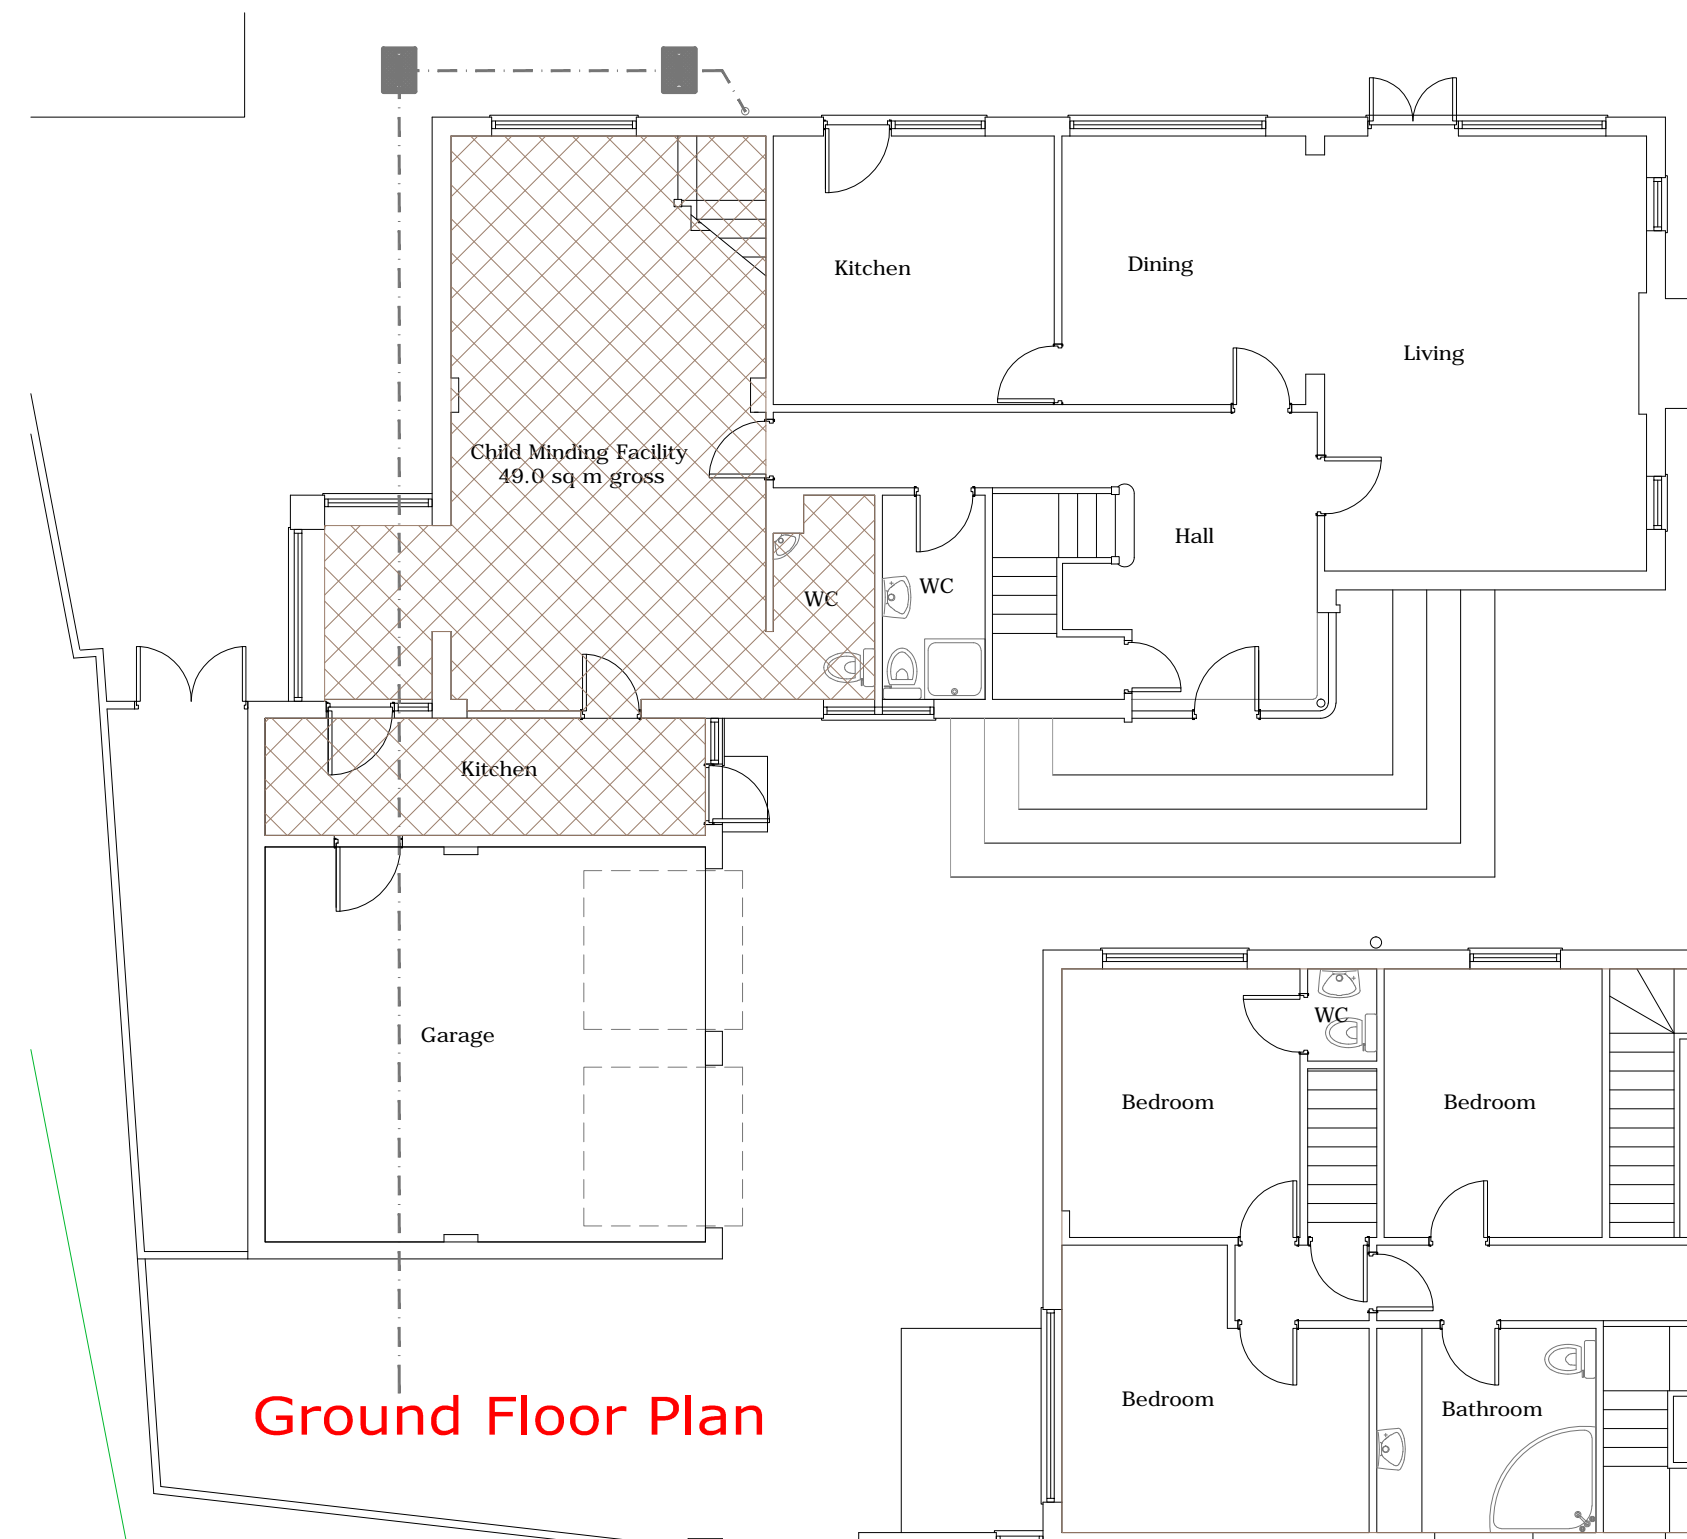 Kitchen
Dining
Living
Child Minding Facility
49.0 sq m gross
Hall
WC
WC
Kitchen
Garage
WC
Bedroom
Bedroom
Bedroom
Bathroom
Ground Floor Plan